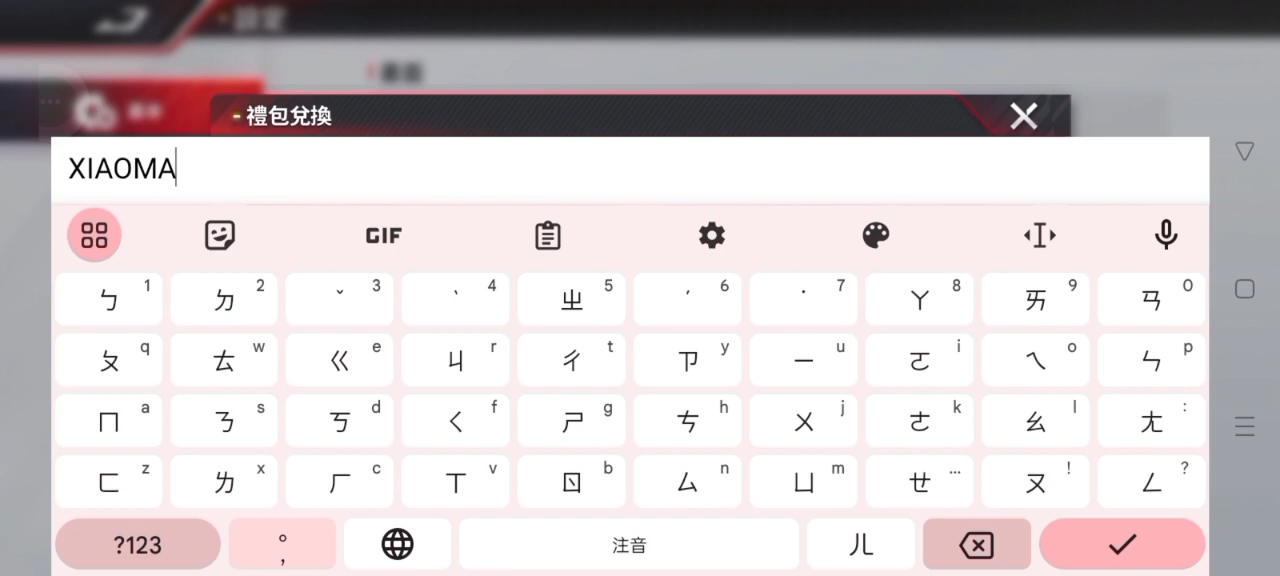 設定
禮包兌換
XIAOMA
GIF
ㄅ 1 ㄉ 2 ˇ 3 ˋ 4 ㄓ 5 ˊ 6 ˙ 7 ㄚ 8 ㄞ 9 ㄢ 0
ㄆ q ㄊ w ㄍ e ㄐ r ㄔ t ㄗ y ㄧ u ㄛ i ㄟ o ㄣ p
ㄇ a ㄋ s ㄎ d ㄑ f ㄕ g ㄘ h ㄨ j ㄜ k ㄠ l ㄤ :
ㄈ z ㄌ x ㄏ c ㄒ v ㄖ b ㄙ n ㄩ m ㄝ … ㄡ ! ㄥ ?
?123 °, 注音 ㄦ